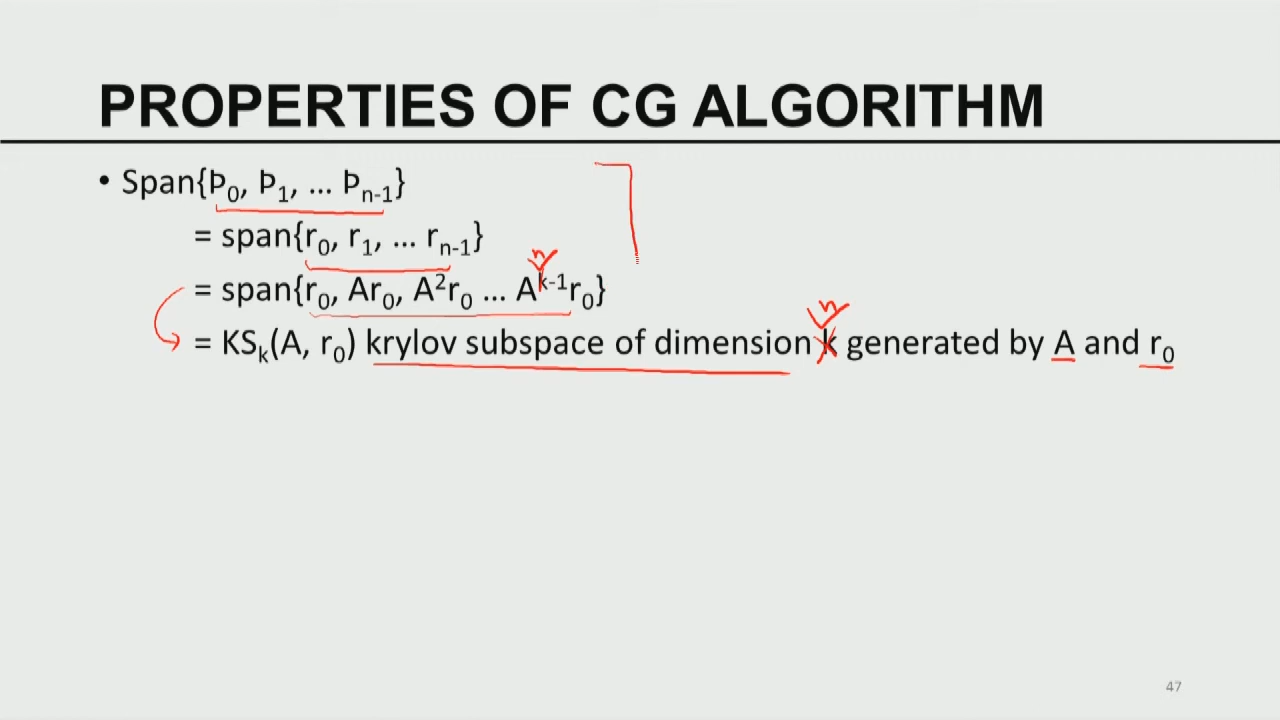 PROPERTIES OF CG ALGORITHM
• Span{Þ₀, Þ₁, ... Þₙ₋₁}
= span{r₀, r₁, ... rₙ₋₁}
n
= span{r₀, Ar₀, A²r₀ ... Aᵏ⁻¹r₀}
n
= KSₖ(A, r₀) krylov subspace of dimension k generated by A and r₀
47